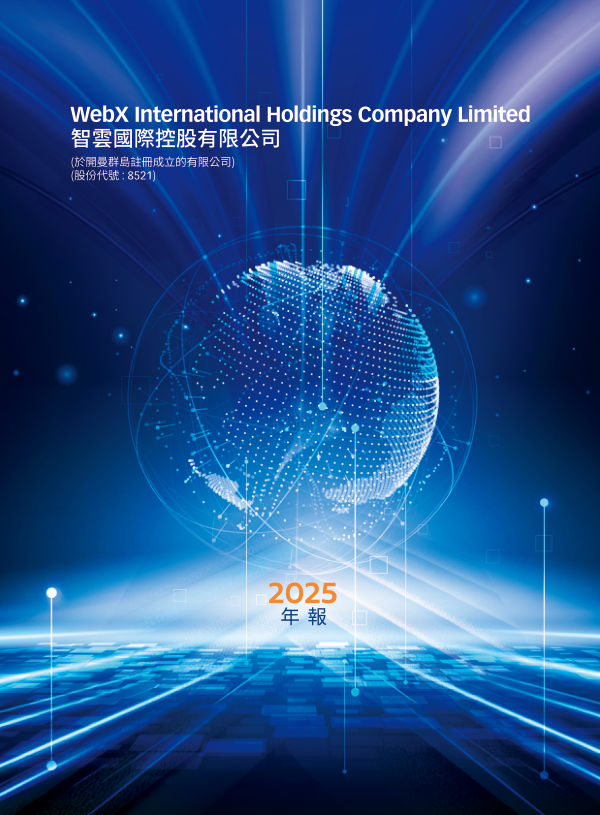 WebX International Holdings Company Limited
智雲國際控股有限公司
(於開曼群島註冊成立的有限公司)
(股份代號 : 8521)
2025
年報